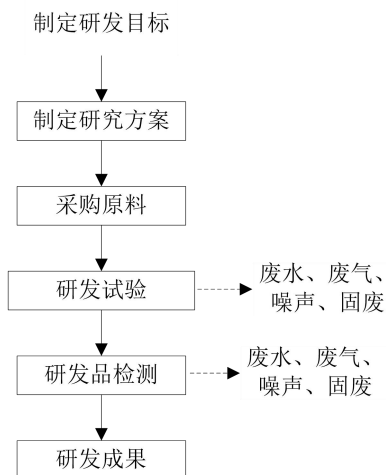 制定研发目标
制定研究方案
采购原料
研发试验
废水、废气、
噪声、固废
研发品检测
废水、废气、
噪声、固废
研发成果